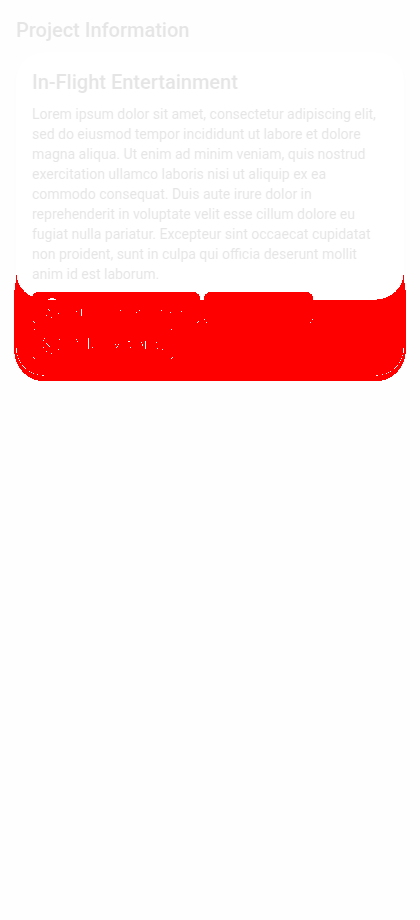 Project Information
In-Flight Entertainment
Lorem ipsum dolor sit amet, consectetur adipiscing elit,
sed do eiusmod tempor incididunt ut labore et dolore
magna aliqua. Ut enim ad minim veniam, quis nostrud
exercitation ullamco laboris nisi ut aliquip ex ea
commodo consequat. Duis aute irure dolor in
reprehenderit in voluptate velit esse cillum dolore eu
fugiat nulla pariatur. Excepteur sint occaecat cupidatat
non proident, sunt in culpa qui officia deserunt mollit
anim id est laborum.